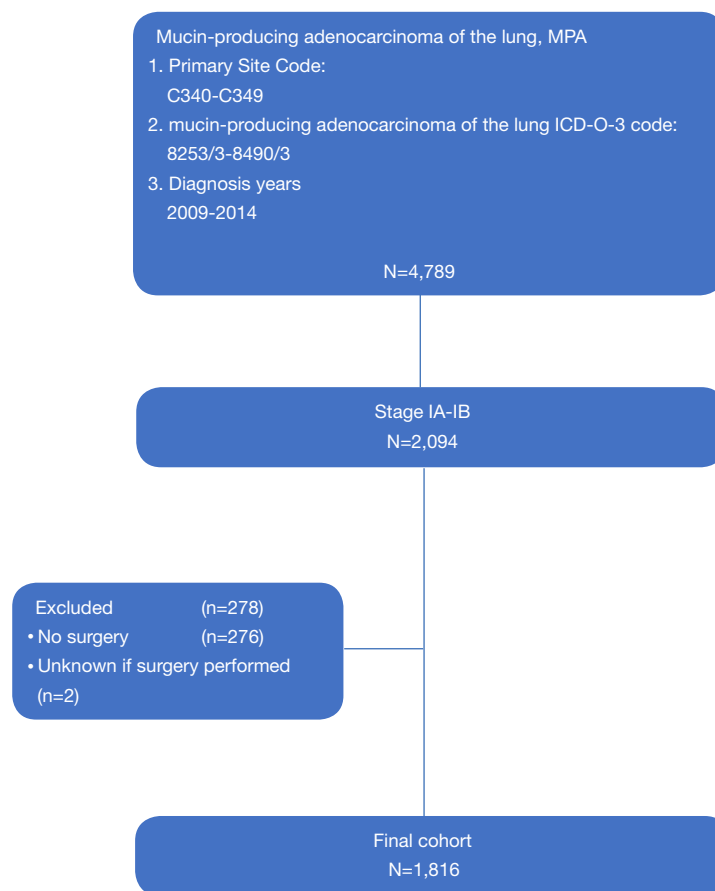 Mucin-producing adenocarcinoma of the lung, MPA
1. Primary Site Code:
C340-C349
2. mucin-producing adenocarcinoma of the lung ICD-O-3 code:
8253/3-8490/3
3. Diagnosis years
2009-2014
N=4,789
Stage IA-IB
N=2,094
Excluded (n=278)
• No surgery (n=276)
• Unknown if surgery performed
(n=2)
Final cohort
N=1,816